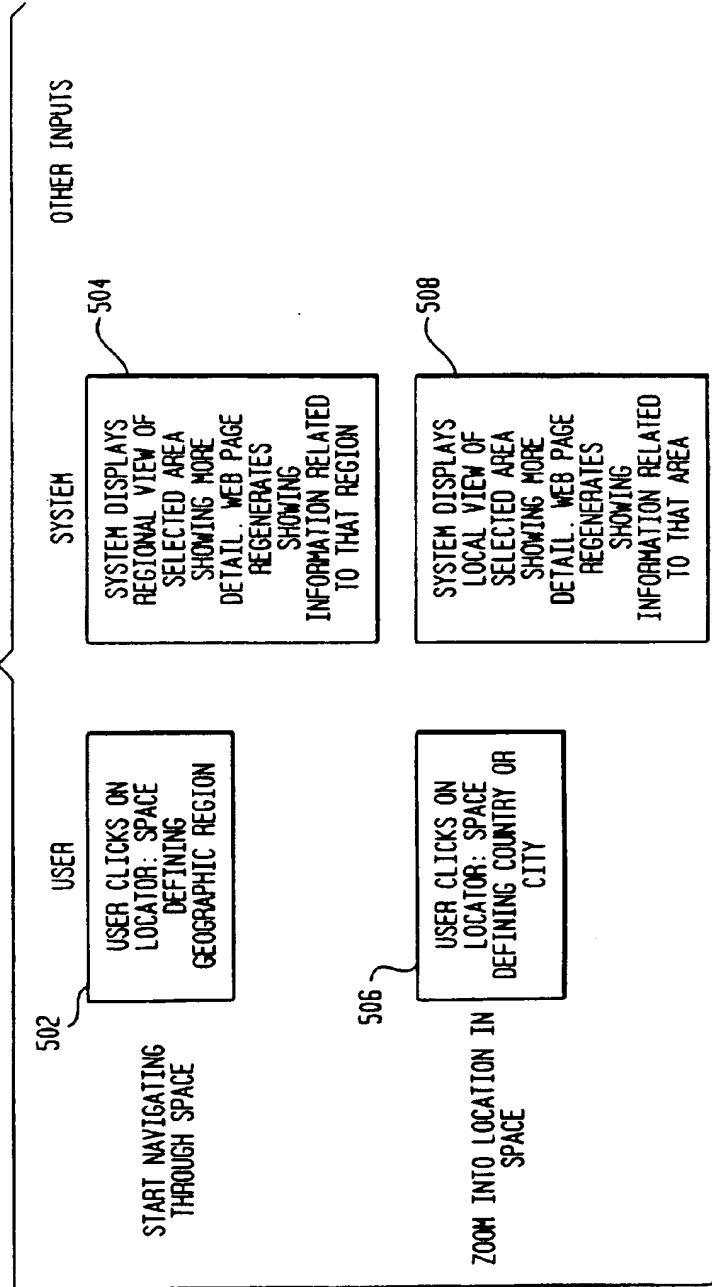 USER
SYSTEM
OTHER INPUTS
START NAVIGATING
THROUGH SPACE
502
USER CLICKS ON
LOCATOR: SPACE
DEFINING
GEOGRAPHIC REGION
504
SYSTEM DISPLAYS
REGIONAL VIEW OF
SELECTED AREA
SHOWING MORE
DETAIL. WEB PAGE
REGENERATES
SHOWING
INFORMATION RELATED
TO THAT REGION
ZOOM INTO LOCATION IN
SPACE
506
USER CLICKS ON
LOCATOR: SPACE
DEFINING COUNTRY OR
CITY
508
SYSTEM DISPLAYS
LOCAL VIEW OF
SELECTED AREA
SHOWING MORE
DETAIL. WEB PAGE
REGENERATES
SHOWING
INFORMATION RELATED
TO THAT AREA